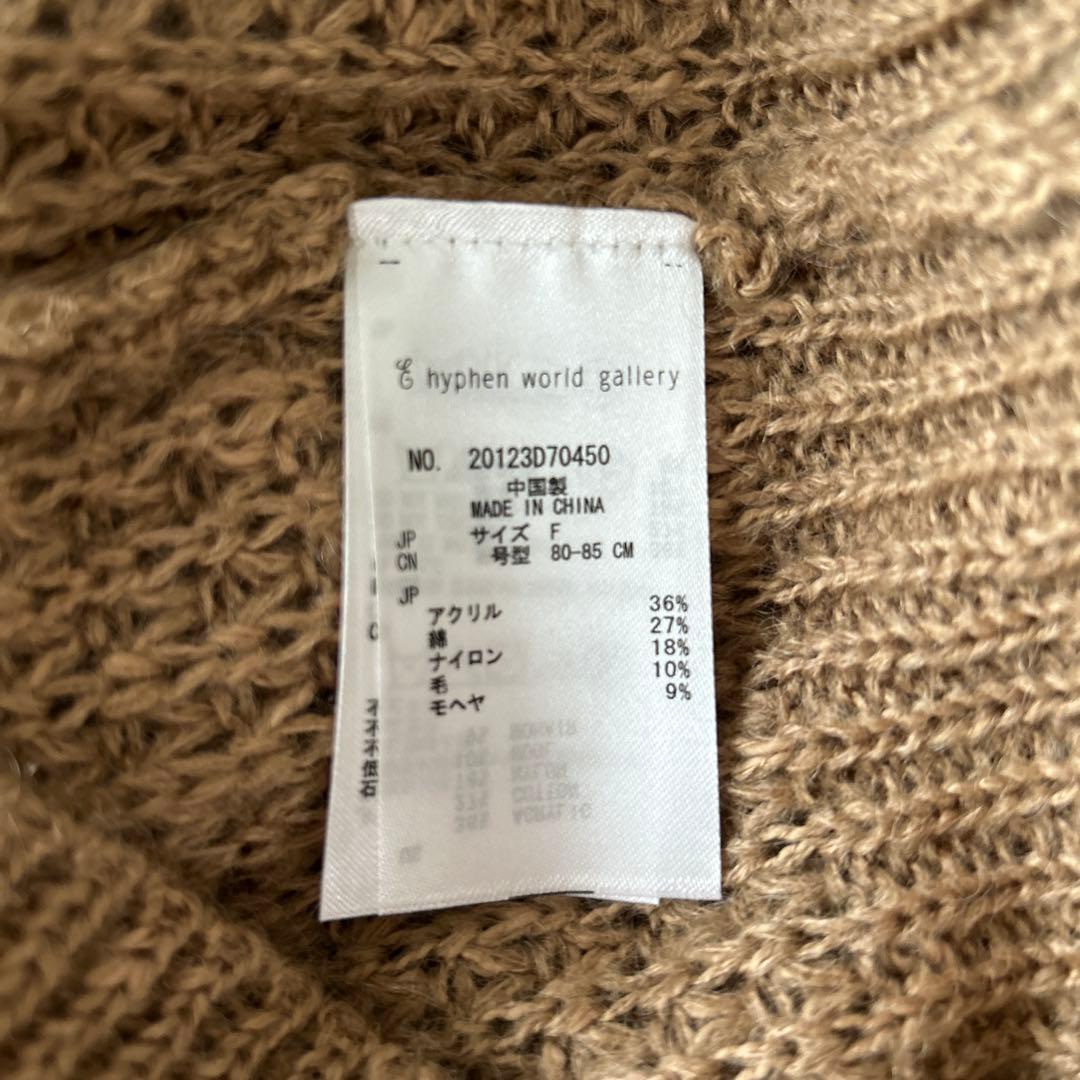 E hyphen world gallery
NO. 20123D70450
中国製
MADE IN CHINA
JP サイズ F
CN 号型 80-85 CM
JP
アクリル 36%
綿 27%
ナイロン 18%
毛 10%
モヘヤ 9%